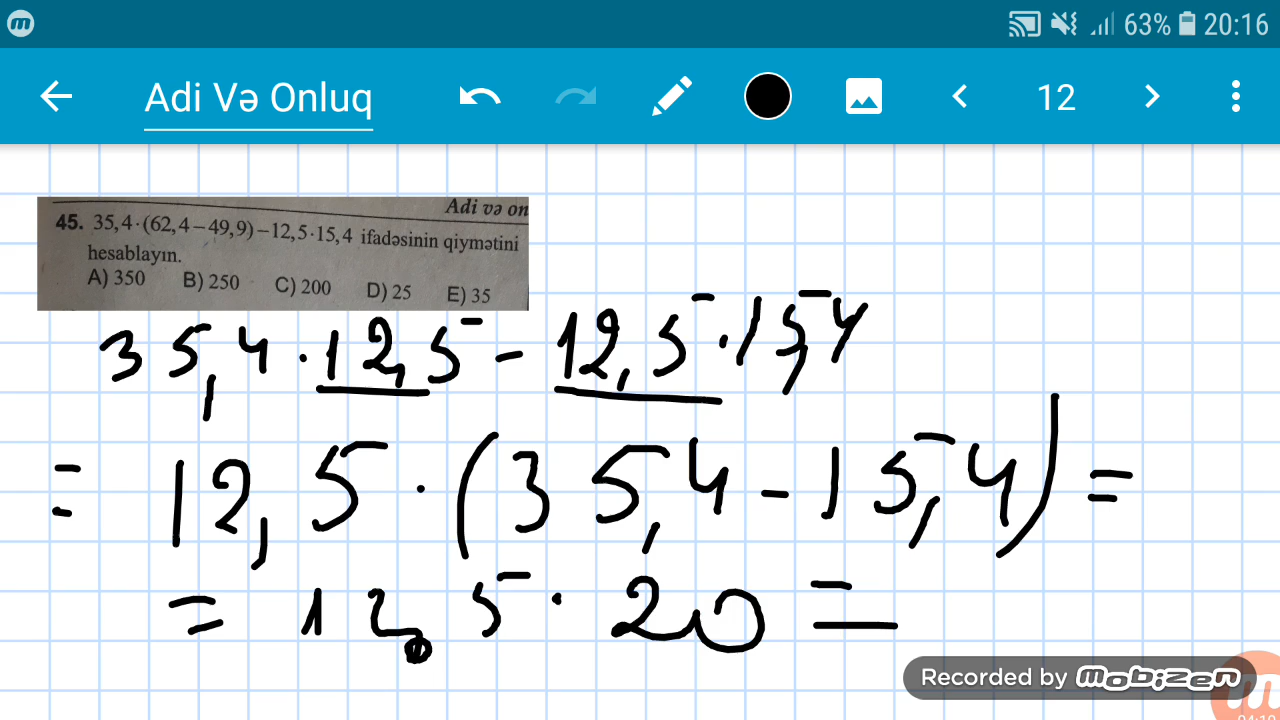 63% 20:16
Adi Və Onluq 12
Adi və on
45. 35,4·(62,4−49,9)−12,5·15,4 ifadəsinin qiymətini
hesablayın.
A) 350 B) 250 C) 200 D) 25 E) 35
35,4·12,5-12,5·15,4
=12,5·(35,4-15,4)=
=12,5·20=
Recorded by MOBIZEN